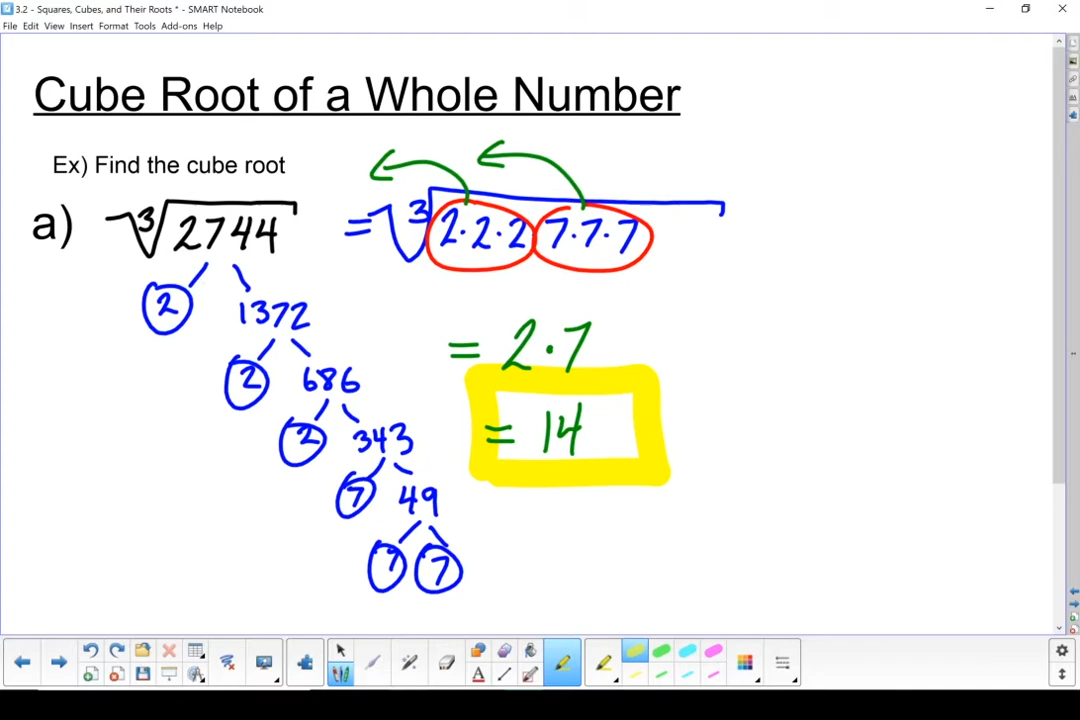 3.2 - Squares, Cubes, and Their Roots * - SMART Notebook
File Edit View Insert Format Tools Add-ons Help
Cube Root of a Whole Number
Ex) Find the cube root
a) ∛2744 = ∛2·2·2 7·7·7
2 1372
= 2·7
2 686
= 14
2 343
7 49
7 7